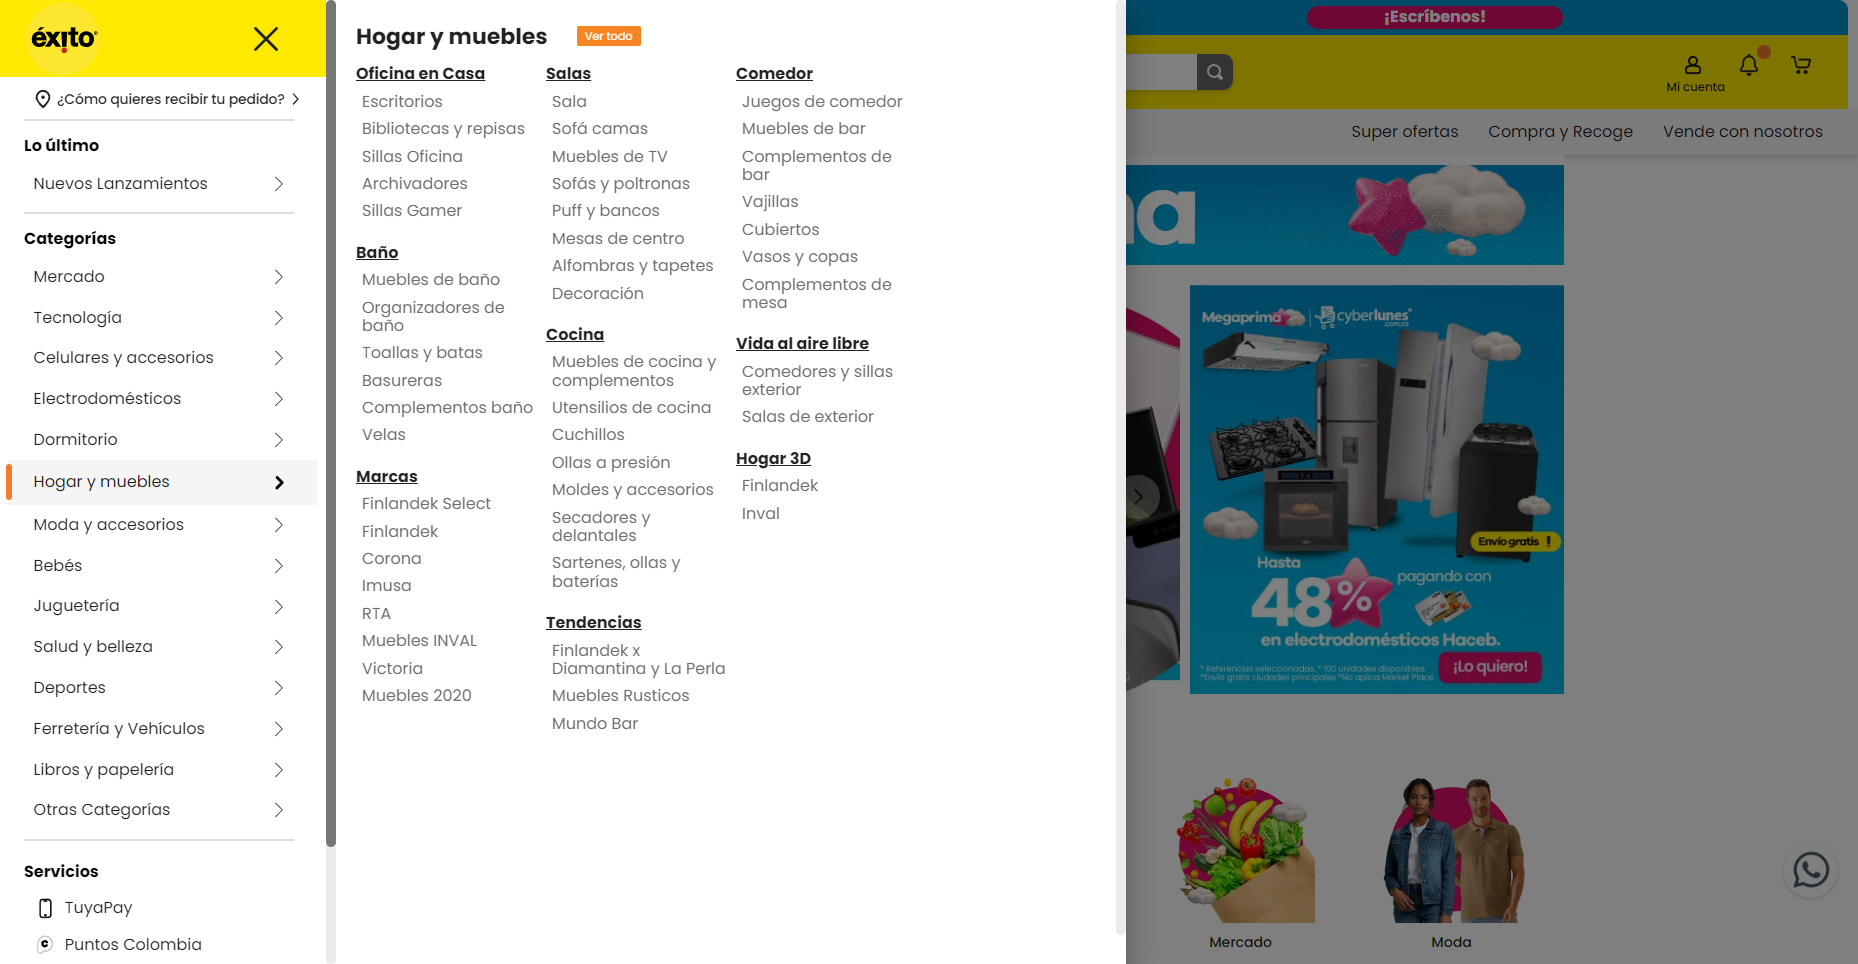 éxito
¿Cómo quieres recibir tu pedido?
Lo último
Nuevos Lanzamientos
Categorías
Mercado
Tecnología
Celulares y accesorios
Electrodomésticos
Dormitorio
Hogar y muebles
Moda y accesorios
Bebés
Juguetería
Salud y belleza
Deportes
Ferretería y Vehículos
Libros y papelería
Otras Categorías
Servicios
TuyaPay
Puntos Colombia
Hogar y muebles
Ver todo
Oficina en Casa
Escritorios
Bibliotecas y repisas
Sillas Oficina
Archivadores
Sillas Gamer
Baño
Muebles de baño
Organizadores de
baño
Toallas y batas
Basureras
Complementos baño
Velas
Marcas
Finlandek Select
Finlandek
Corona
Imusa
RTA
Muebles INVAL
Victoria
Muebles 2020
Salas
Sala
Sofá camas
Muebles de TV
Sofás y poltronas
Puff y bancos
Mesas de centro
Alfombras y tapetes
Decoración
Cocina
Muebles de cocina y
complementos
Utensilios de cocina
Cuchillos
Ollas a presión
Moldes y accesorios
Secadores y
delantales
Sartenes, ollas y
baterías
Tendencias
Finlandek x
Diamantina y La Perla
Muebles Rusticos
Mundo Bar
Comedor
Juegos de comedor
Muebles de bar
Complementos de
bar
Vajillas
Cubiertos
Vasos y copas
Complementos de
mesa
Vida al aire libre
Comedores y sillas
exterior
Salas de exterior
Hogar 3D
Finlandek
Inval
¡Escríbenos!
Mi cuenta
Super ofertas
Compra y Recoge
Vende con nosotros
na
Megaprima
cyberlunes
.com.co
Envío gratis !
Hasta
48%
pagando con
en electrodomésticos Haceb.
* Referencias seleccionadas. * 100 unidades disponibles.
*Envío gratis ciudades principales *No aplica Market Place
¡Lo quiero!
Mercado
Moda